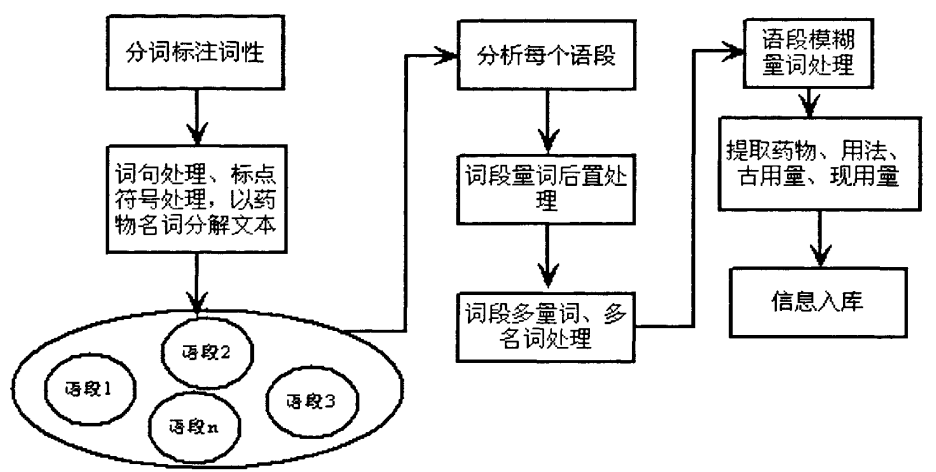 分词标注词性
词句处理、标点
符号处理，以药
物名词分解文本
语段2
语段1
语段3
语段n
分析每个语段
词段量词后置处
理
词段多量词、多
名词处理
语段模糊
量词处理
提取药物、用法、
古用量、现用量
信息入库